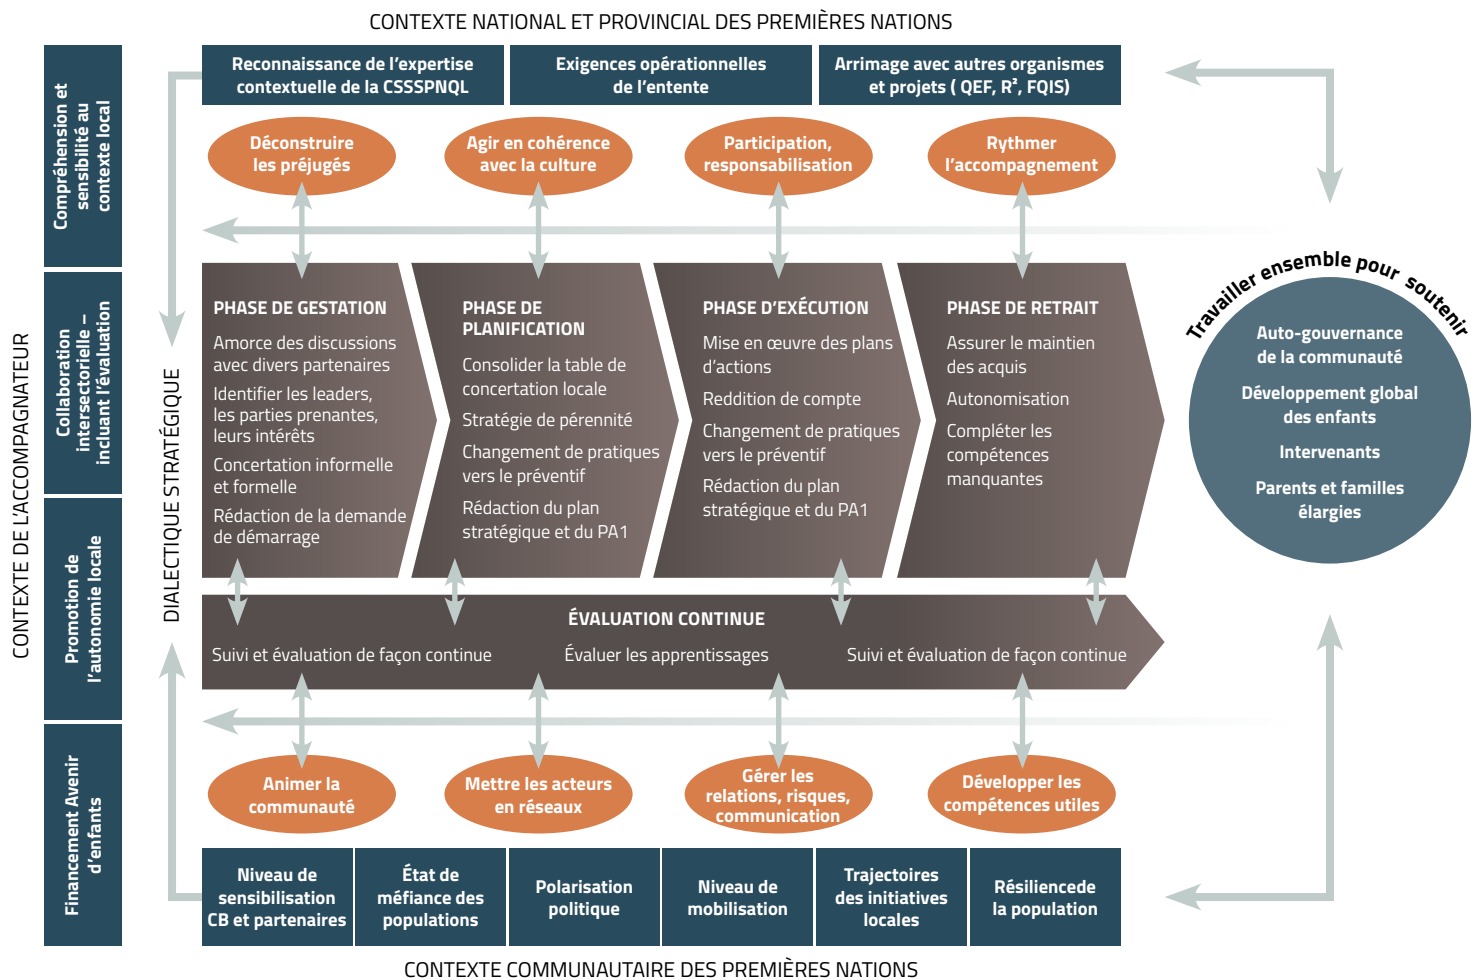 CONTEXTE NATIONAL ET PROVINCIAL DES PREMIÈRES NATIONS
Reconnaissance de l'expertise
contextuelle de la CSSSPNQL
Exigences opérationnelles
de l'entente
Arrimage avec autres organismes
et projets ( QEF, R², FQIS)
Déconstruire
les préjugés
Agir en cohérence
avec la culture
Participation,
responsabilisation
Rythmer
l'accompagnement
CONTEXTE DE L'ACCOMPAGNATEUR
Compréhension et
sensibilité au
contexte local
Collaboration
intersectorielle –
incluant l'évaluation
Promotion de
l'autonomie locale
Financement Avenir
d'enfants
DIALECTIQUE STRATÉGIQUE
PHASE DE GESTATION
Amorce des discussions
avec divers partenaires
Identifier les leaders,
les parties prenantes,
leurs intérêts
Concertation informelle
et formelle
Rédaction de la demande
de démarrage
PHASE DE
PLANIFICATION
Consolider la table de
concertation locale
Stratégie de pérennité
Changement de pratiques
vers le préventif
Rédaction du plan
stratégique et du PA1
PHASE D'EXÉCUTION
Mise en œuvre des plans
d'actions
Reddition de compte
Changement de pratiques
vers le préventif
Rédaction du plan
stratégique et du PA1
PHASE DE RETRAIT
Assurer le maintien
des acquis
Autonomisation
Compléter les
compétences
manquantes
Travailler ensemble pour soutenir
Auto-gouvernance
de la communauté
Développement global
des enfants
Intervenants
Parents et familles
élargies
ÉVALUATION CONTINUE
Suivi et évaluation de façon continue
Évaluer les apprentissages
Suivi et évaluation de façon continue
Animer la
communauté
Mettre les acteurs
en réseaux
Gérer les
relations, risques,
communication
Développer les
compétences utiles
Niveau de
sensibilisation
CB et partenaires
État de
méfiance des
populations
Polarisation
politique
Niveau de
mobilisation
Trajectoires
des initiatives
locales
Résiliencede
la population
CONTEXTE COMMUNAUTAIRE DES PREMIÈRES NATIONS